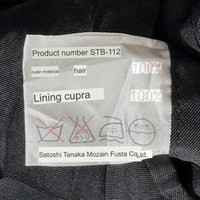 Product number STB-112
outer material hair 100%
Lining cupra 100%
Satoshi Tanaka Mozain Fusta Co,Ltd.